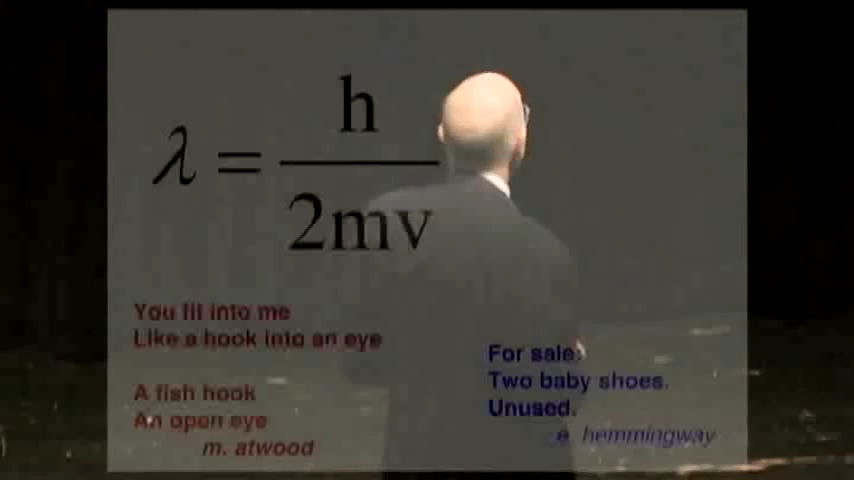 λ = h / 2mv
You fit into me
Like a hook into an eye
A fish hook
An open eye
m. atwood
For sale:
Two baby shoes.
Unused.
e. hemmingway